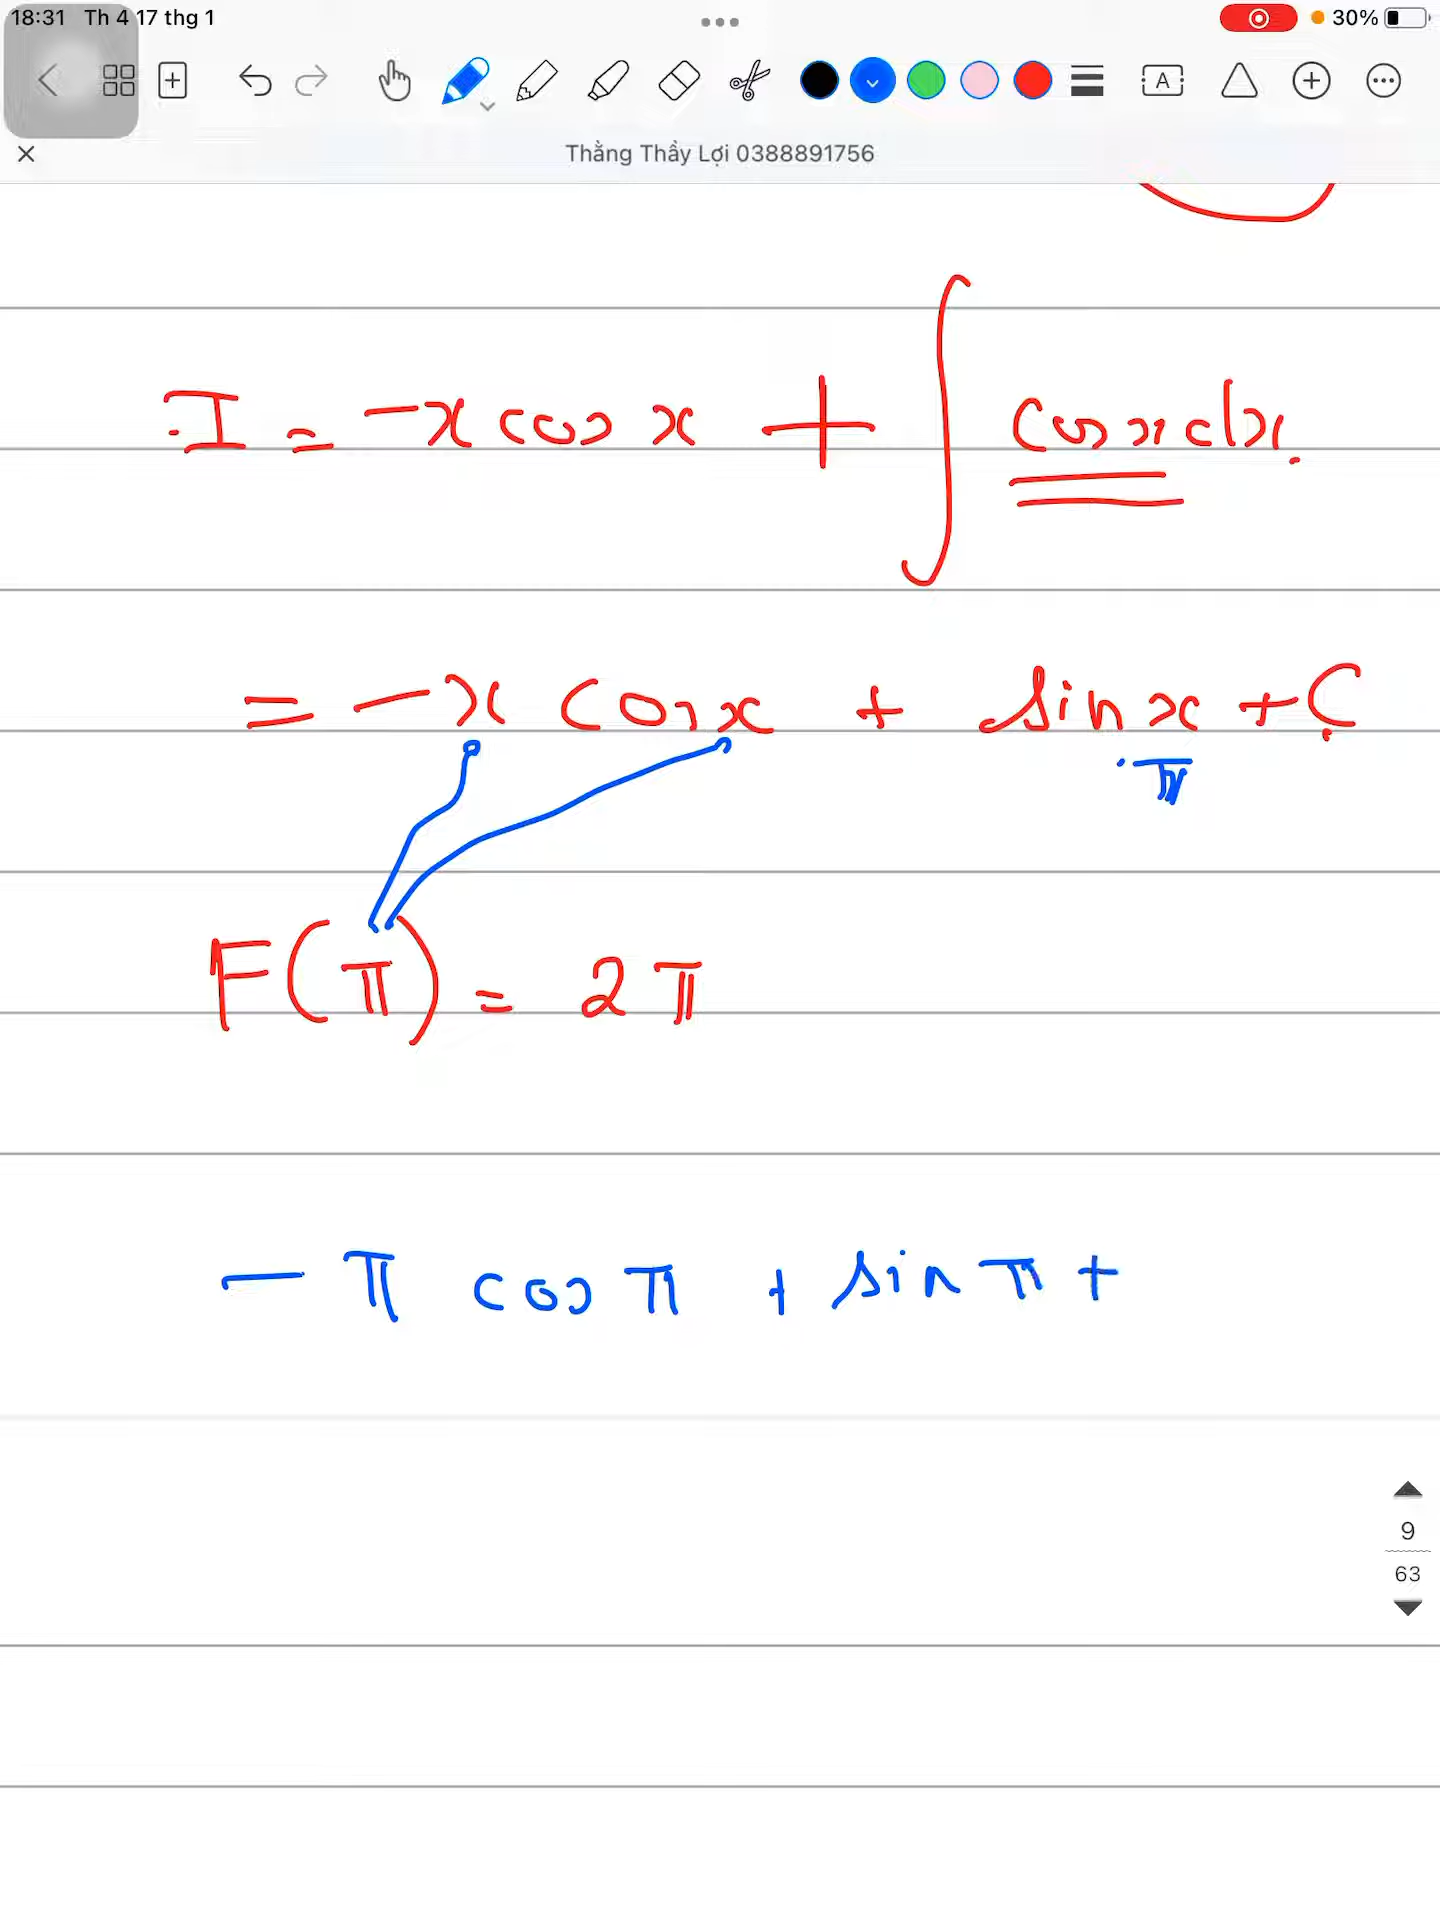 18:31 Th 4 17 thg 1 30%
A
Thằng Thầy Lợi 0388891756
I = -x cos x + ∫ cos x dx.
= -x cos x + sin x + C
π
F(π) = 2π
- π cos π + sin π +
9
63